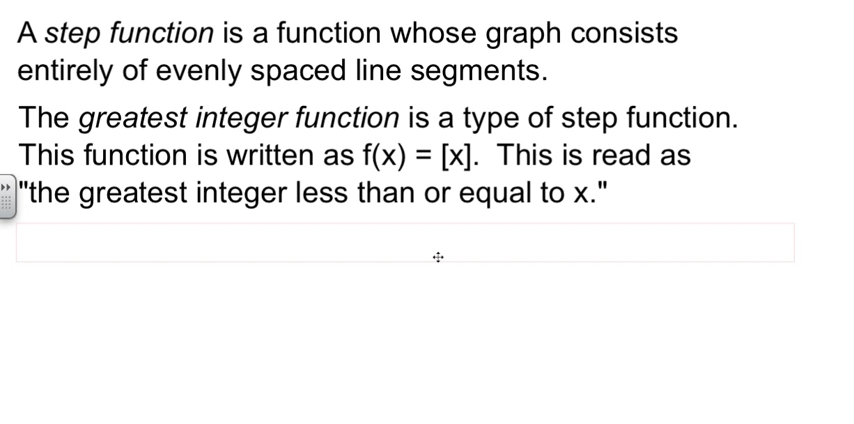 A step function is a function whose graph consists
entirely of evenly spaced line segments.
The greatest integer function is a type of step function.
This function is written as f(x) = [x].  This is read as
"the greatest integer less than or equal to x."